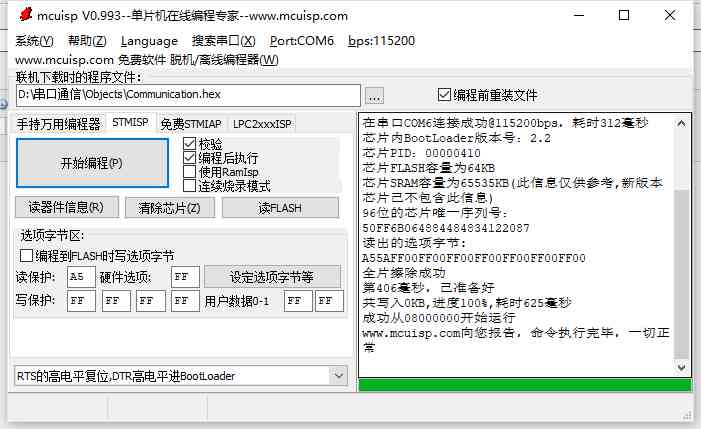 mcuisp V0.993--单片机在线编程专家--www.mcuisp.com
系统(Y) 帮助(Z) Language 搜索串口(X) Port:COM6 bps:115200
www.mcuisp.com 免费软件 脱机/离线编程器(W)
联机下载时的程序文件:
D:\串口通信\Objects\Communication.hex ... 编程前重装文件
手持万用编程器 STMISP 免费STMIAP LPC2xxxISP
开始编程(P)
校验
编程后执行
使用RamIsp
连续烧录模式
读器件信息(R) 清除芯片(Z) 读FLASH
选项字节区:
编程到FLASH时写选项字节
读保护: A5 硬件选项: FF 设定选项字节等
写保护: FF FF FF FF 用户数据0-1 FF FF
RTS的高电平复位,DTR高电平进BootLoader
在串口COM6连接成功@115200bps, 耗时312毫秒
芯片内BootLoader版本号: 2.2
芯片PID: 00000410
芯片FLASH容量为64KB
芯片SRAM容量为65535KB(此信息仅供参考,新版本
芯片已不包含此信息)
96位的芯片唯一序列号:
50FF6B064884484834122087
读出的选项字节:
A55AFF00FF00FF00FF00FF00FF00FF00
全片擦除成功
第406毫秒, 已准备好
共写入0KB,进度100%,耗时625毫秒
成功从08000000开始运行
www.mcuisp.com向您报告, 命令执行完毕, 一切正
常